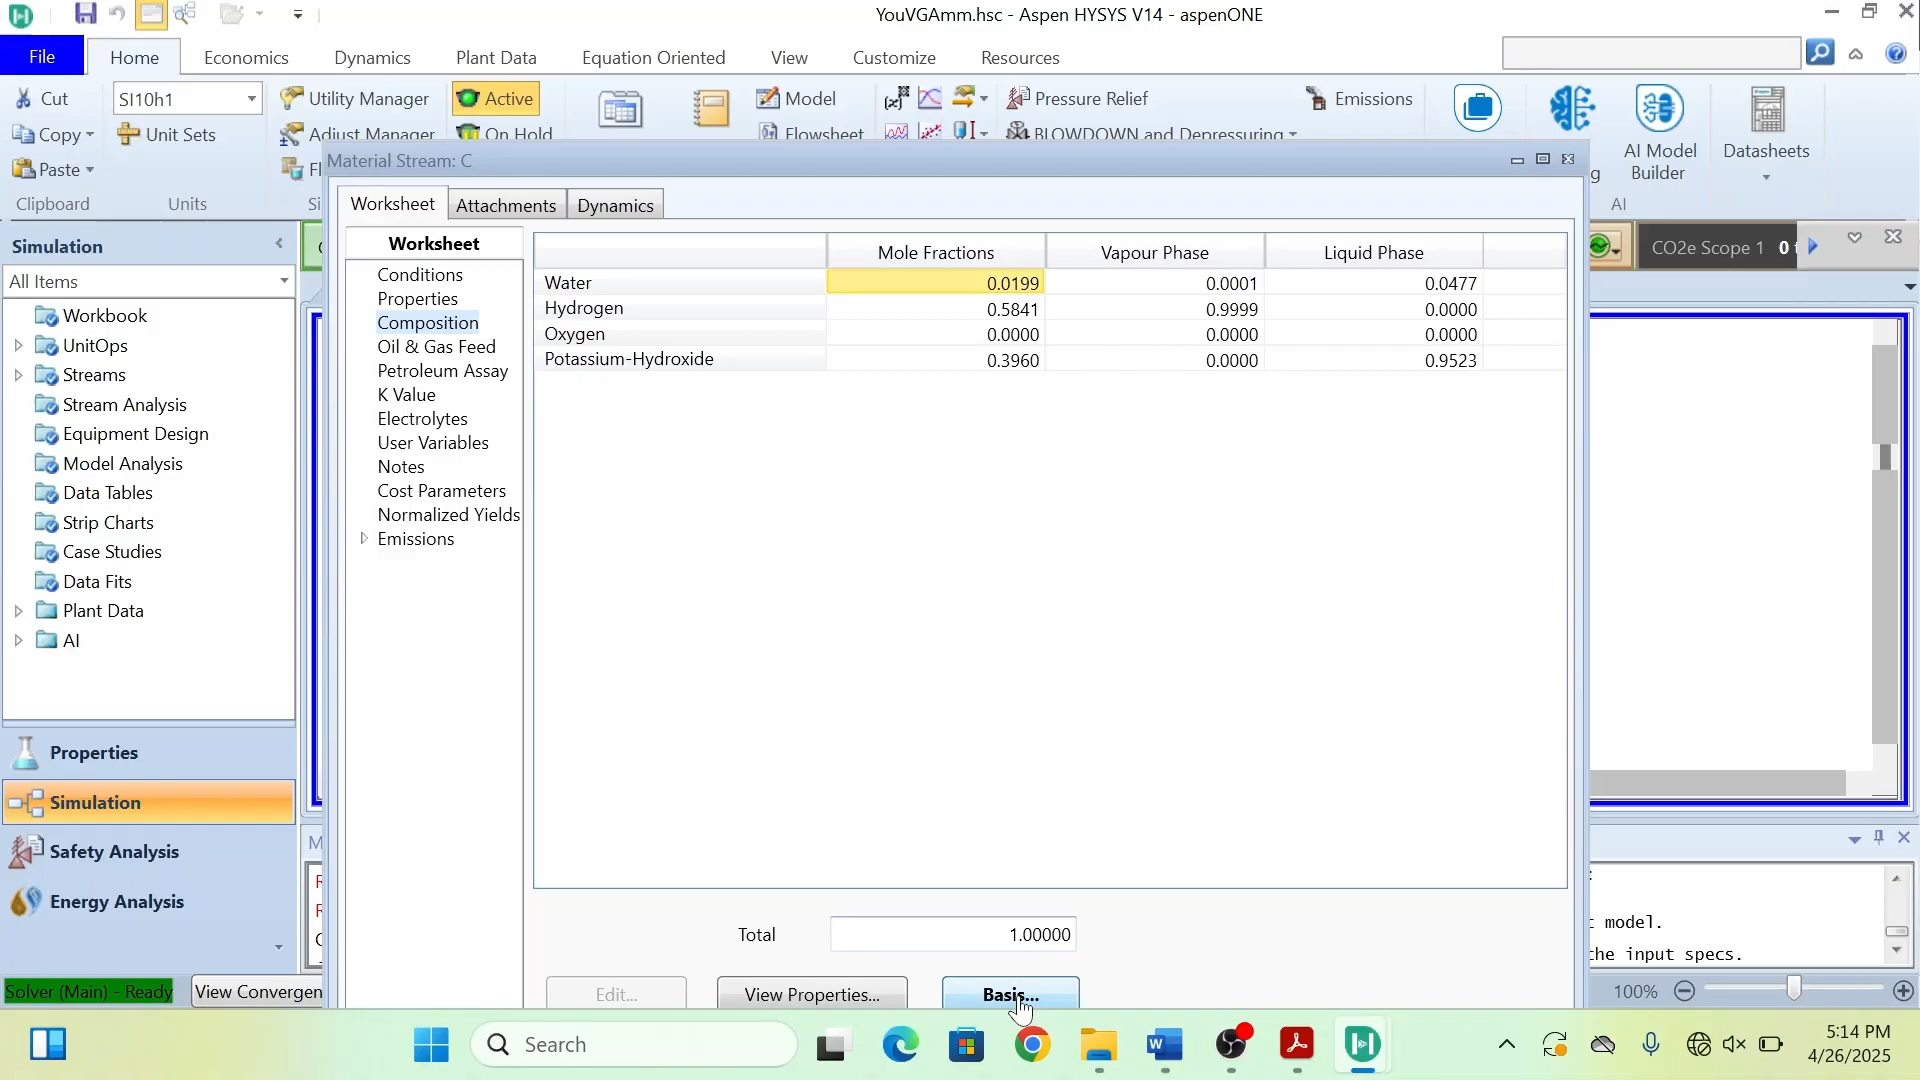 YouVGAmm.hsc - Aspen HYSYS V14 - aspenONE
File Home Economics Dynamics Plant Data Equation Oriented View Customize Resources
Cut SI10h1 Utility Manager Active Model Pressure Relief Emissions
Copy Unit Sets Adjust Manager On Hold Flowsheet BLOWDOWN and Depressuring AI Model Builder Datasheets
Paste
Clipboard Units AI
Material Stream: C
Worksheet Attachments Dynamics
Simulation
All Items
Workbook
UnitOps
Streams
Stream Analysis
Equipment Design
Model Analysis
Data Tables
Strip Charts
Case Studies
Data Fits
Plant Data
AI
Properties
Simulation
Safety Analysis
Energy Analysis
Worksheet
Conditions
Properties
Composition
Oil & Gas Feed
Petroleum Assay
K Value
Electrolytes
User Variables
Notes
Cost Parameters
Normalized Yields
Emissions
Mole Fractions Vapour Phase Liquid Phase
Water 0.0199 0.0001 0.0477
Hydrogen 0.5841 0.9999 0.0000
Oxygen 0.0000 0.0000 0.0000
Potassium-Hydroxide 0.3960 0.0000 0.9523
Total 1.00000
Edit... View Properties... Basis...
CO2e Scope 1 0
model.
the input specs.
Solver (Main) - Ready View Convergen 100%
Search
5:14 PM
4/26/2025